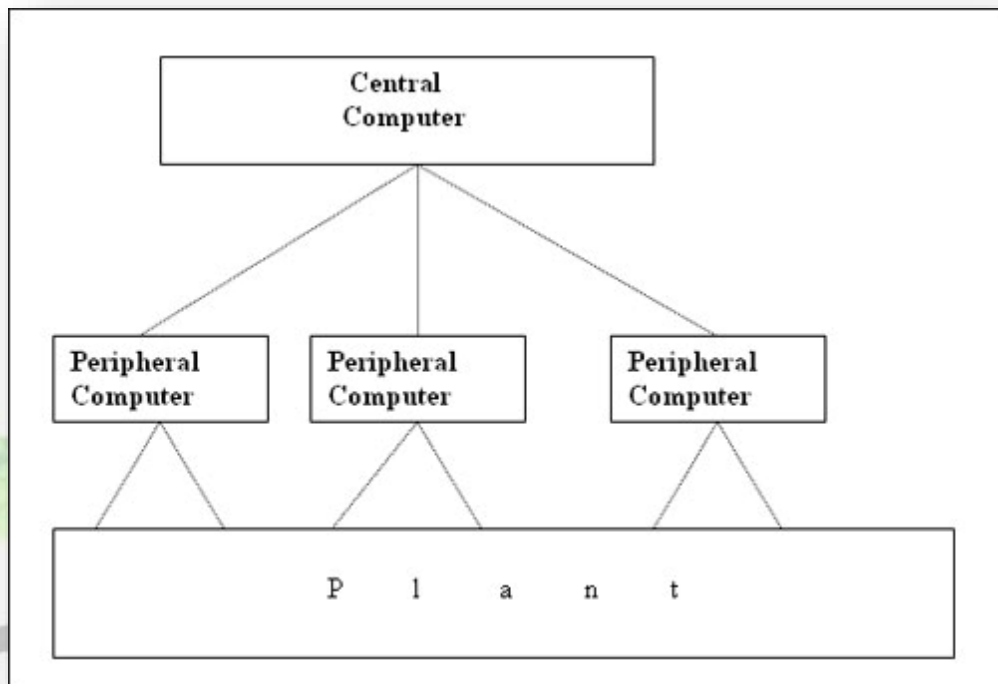 Central
Computer
Peripheral
Computer
Peripheral
Computer
Peripheral
Computer
P l a n t